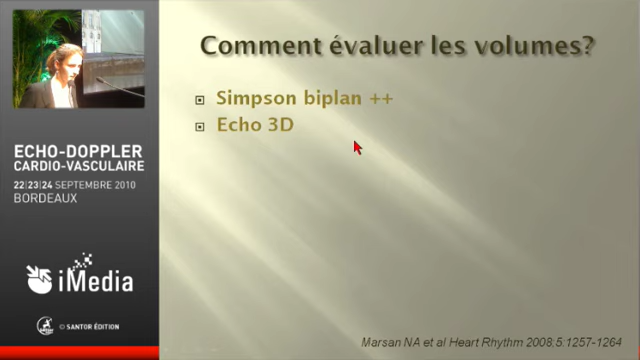 Comment évaluer les volumes?
Simpson biplan ++
Echo 3D
ECHO-DOPPLER
CARDIO-VASCULAIRE
22|23|24 SEPTEMBRE 2010
BORDEAUX
iMedia
© SANTOR ÉDITION
Marsan NA et al Heart Rhythm 2008;5:1257-1264